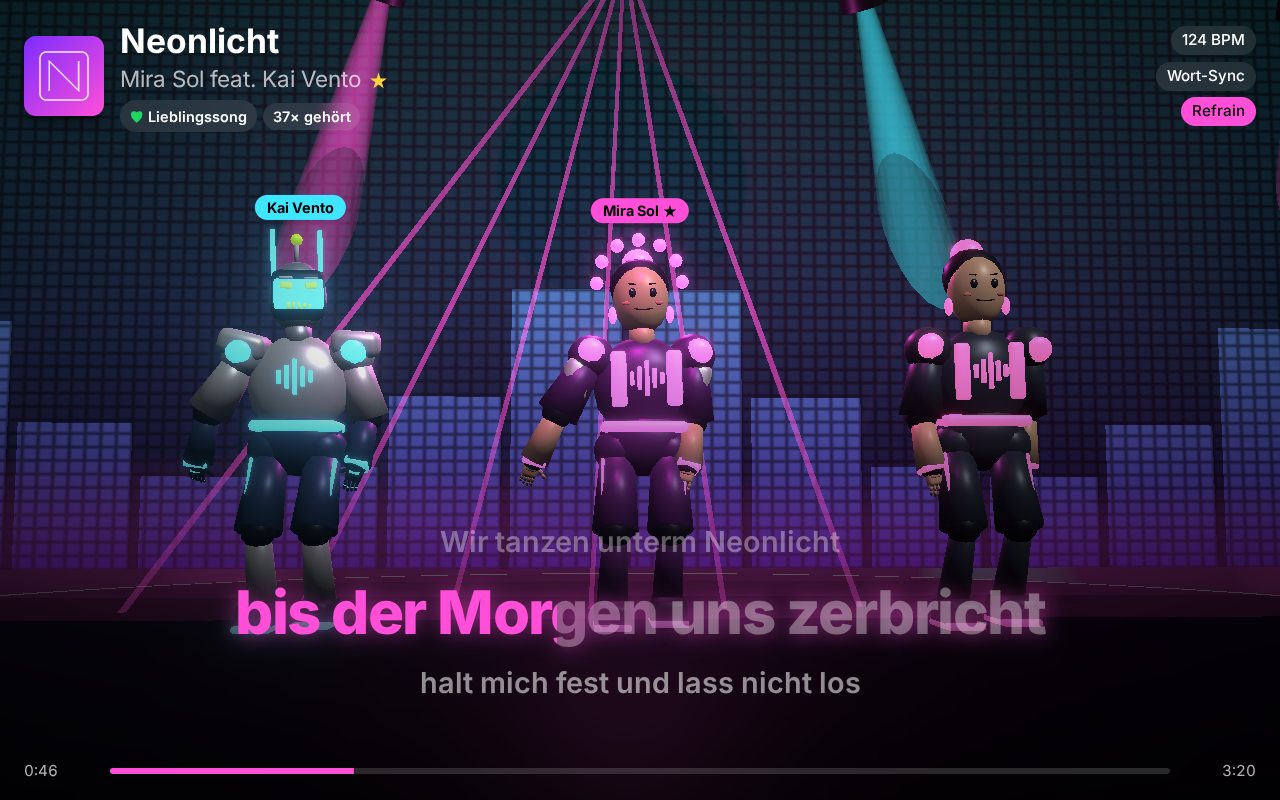 N
Neonlicht
Mira Sol feat. Kai Vento ★
Lieblingssong
37× gehört
124 BPM
Wort-Sync
Refrain
Kai Vento
Mira Sol ★
Wir tanzen unterm Neonlicht
bis der Morgen uns zerbricht
halt mich fest und lass nicht los
0:46
3:20